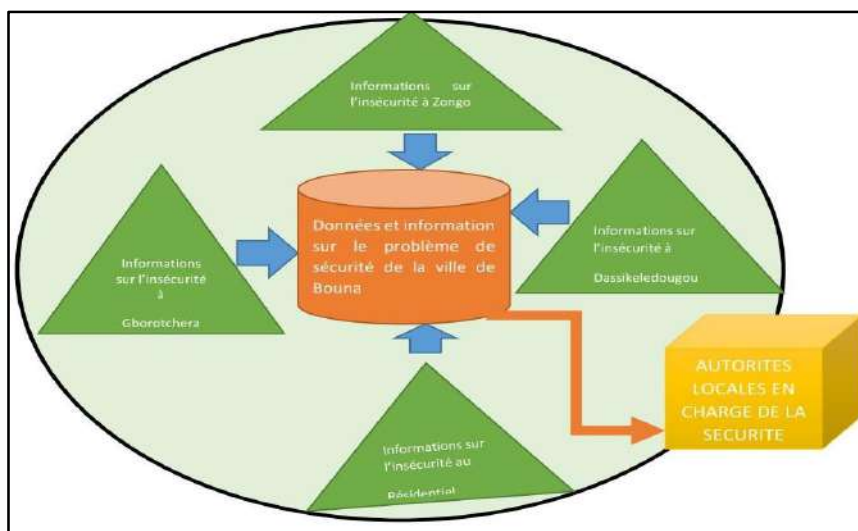 Informations sur
l'insécurité à Zongo
Données et information
sur le problème de
sécurité de la ville de
Bouna
Informations sur
l'insécurité à
Dassikeledougou
Informations
sur l'insécurité
à
Gborotchera
Informations sur
l'insécurité au
Résidentiel
AUTORITES
LOCALES EN
CHARGE DE LA
SECURITE